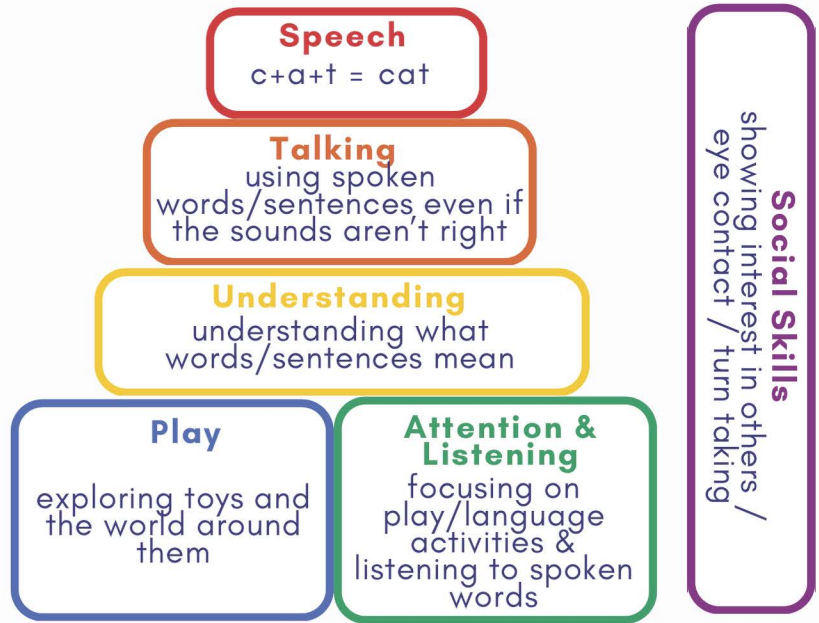 Speech
c+a+t = cat
Talking
using spoken
words/sentences even if
the sounds aren't right
Understanding
understanding what
words/sentences mean
Play
exploring toys and
the world around
them
Attention &
Listening
focusing on
play/language
activities &
listening to spoken
words
Social Skills
showing interest in others /
eye contact / turn taking